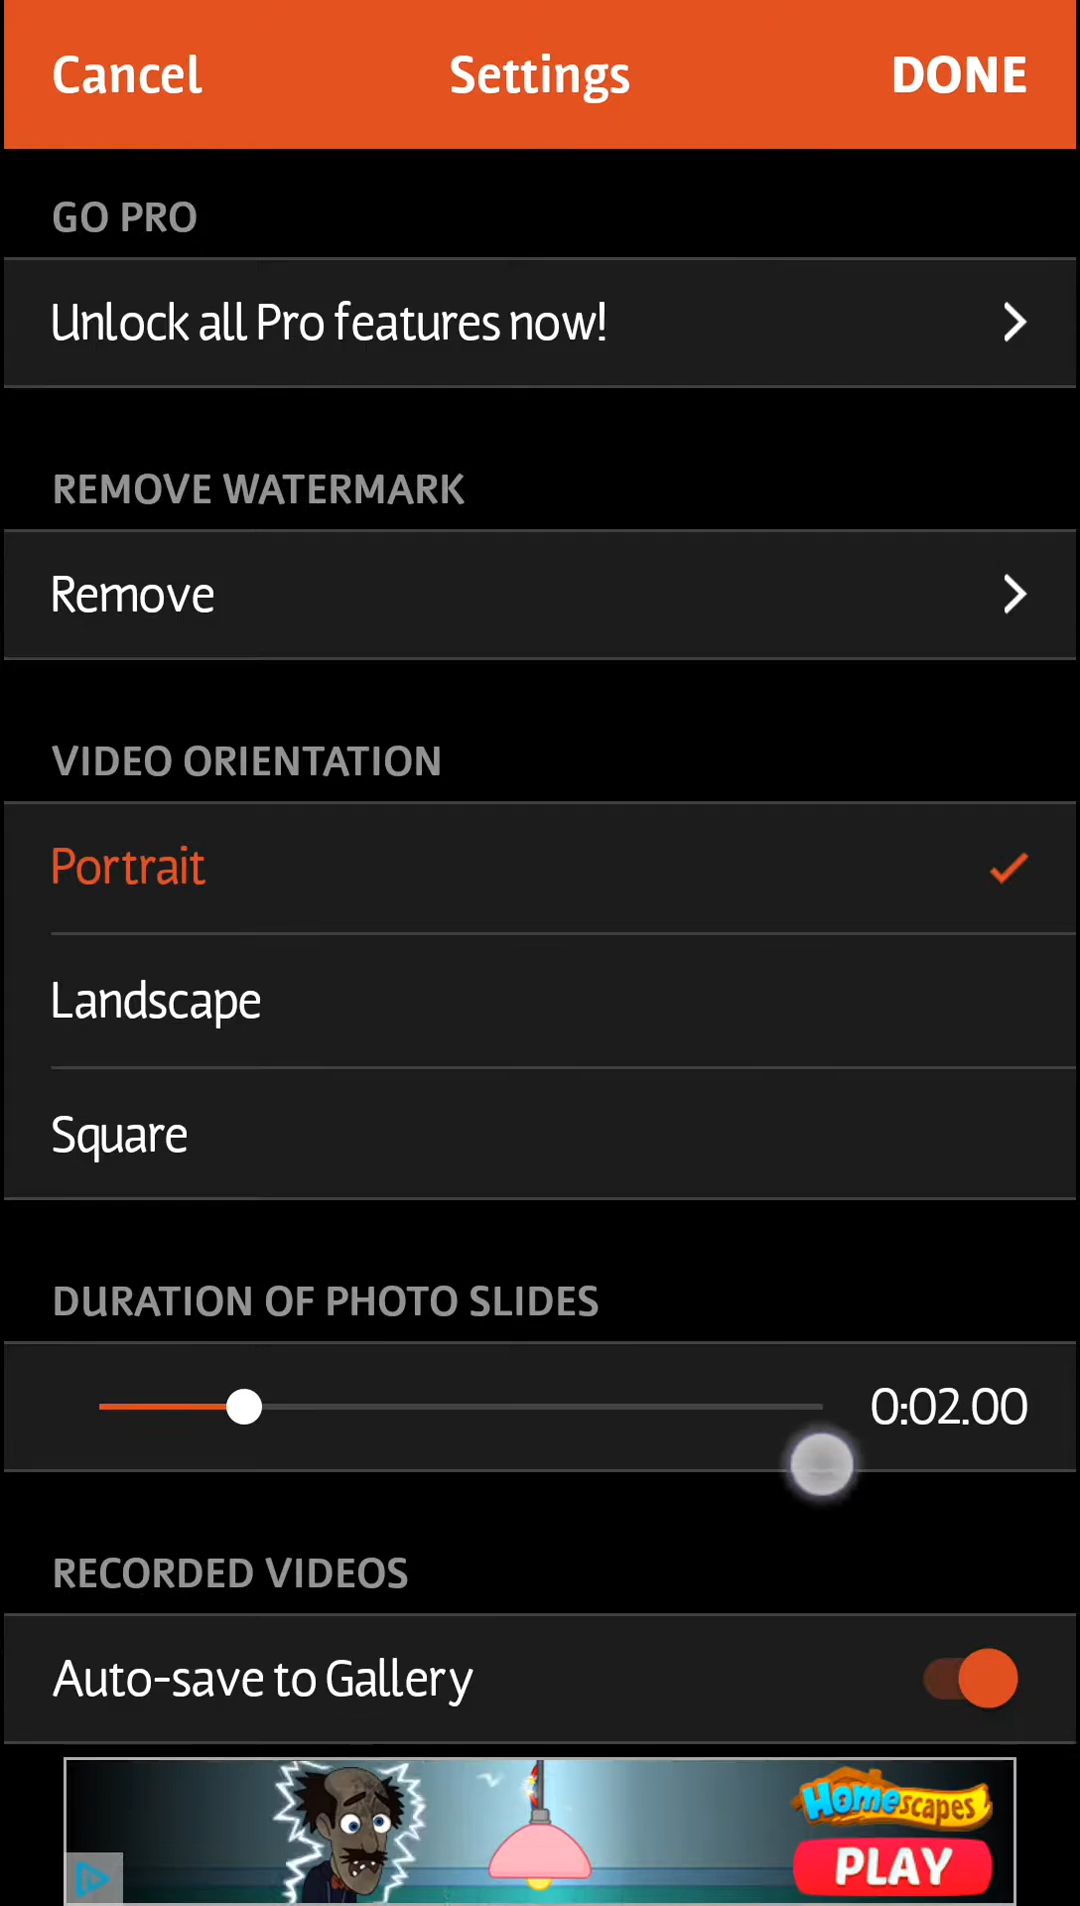 Cancel Settings DONE
GO PRO
Unlock all Pro features now!
REMOVE WATERMARK
Remove
VIDEO ORIENTATION
Portrait
Landscape
Square
DURATION OF PHOTO SLIDES
0:02.00
RECORDED VIDEOS
Auto-save to Gallery
Homescapes
PLAY